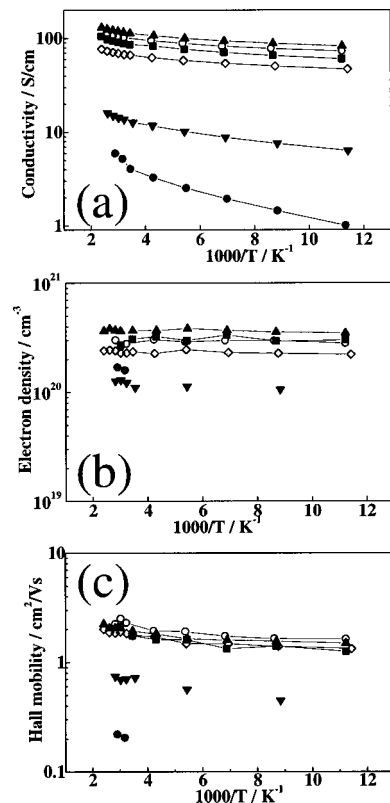 100
10
1
Conductivity / S/cm
(a)
2 4 6 8 10 12
1000/T / K⁻¹
10²¹
10²⁰
10¹⁹
Electron density / cm⁻³
(b)
2 4 6 8 10 12
1000/T / K⁻¹
10
1
0.1
Hall mobility / cm²/Vs
(c)
2 4 6 8 10 12
1000/T / K⁻¹